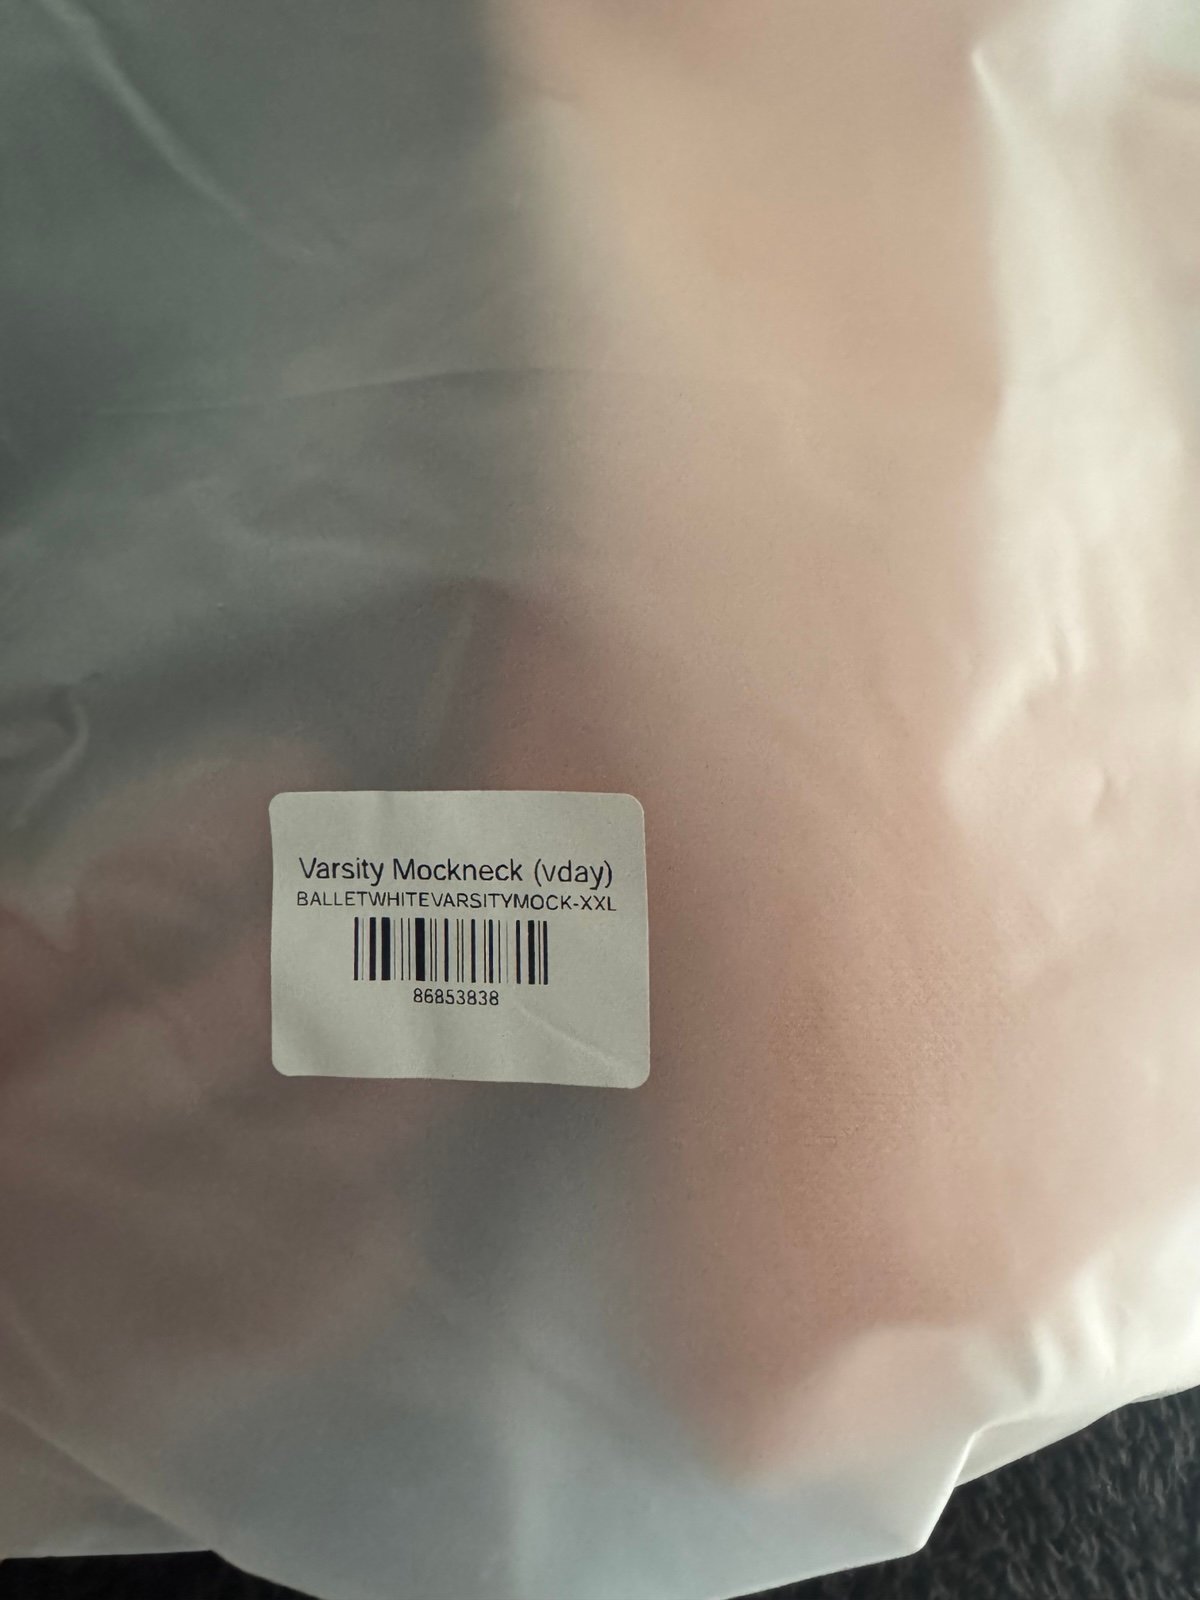 Varsity Mockneck (vday)
BALLETWHITEVARSITYMOCK-XXL
86853838